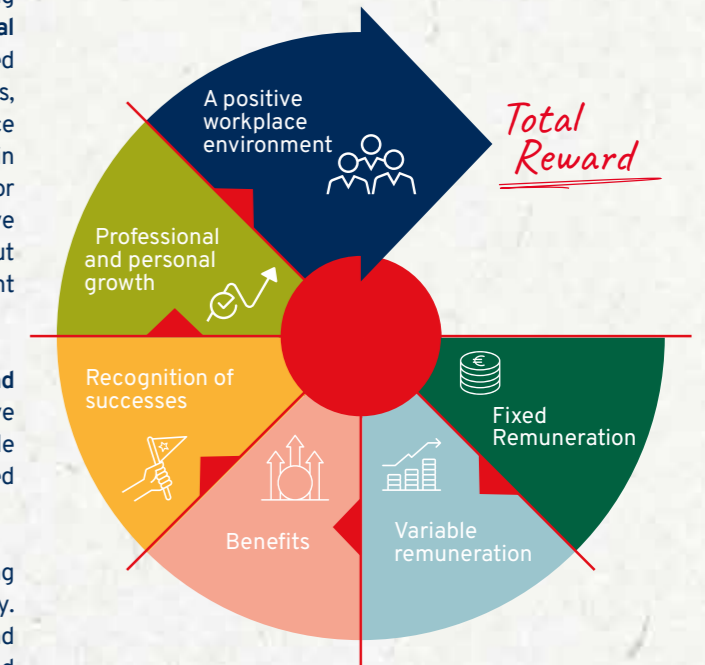 A positive
workplace
environment
Total
Reward
Professional
and personal
growth
Recognition of
successes
Benefits
Variable
remuneration
€
Fixed
Remuneration